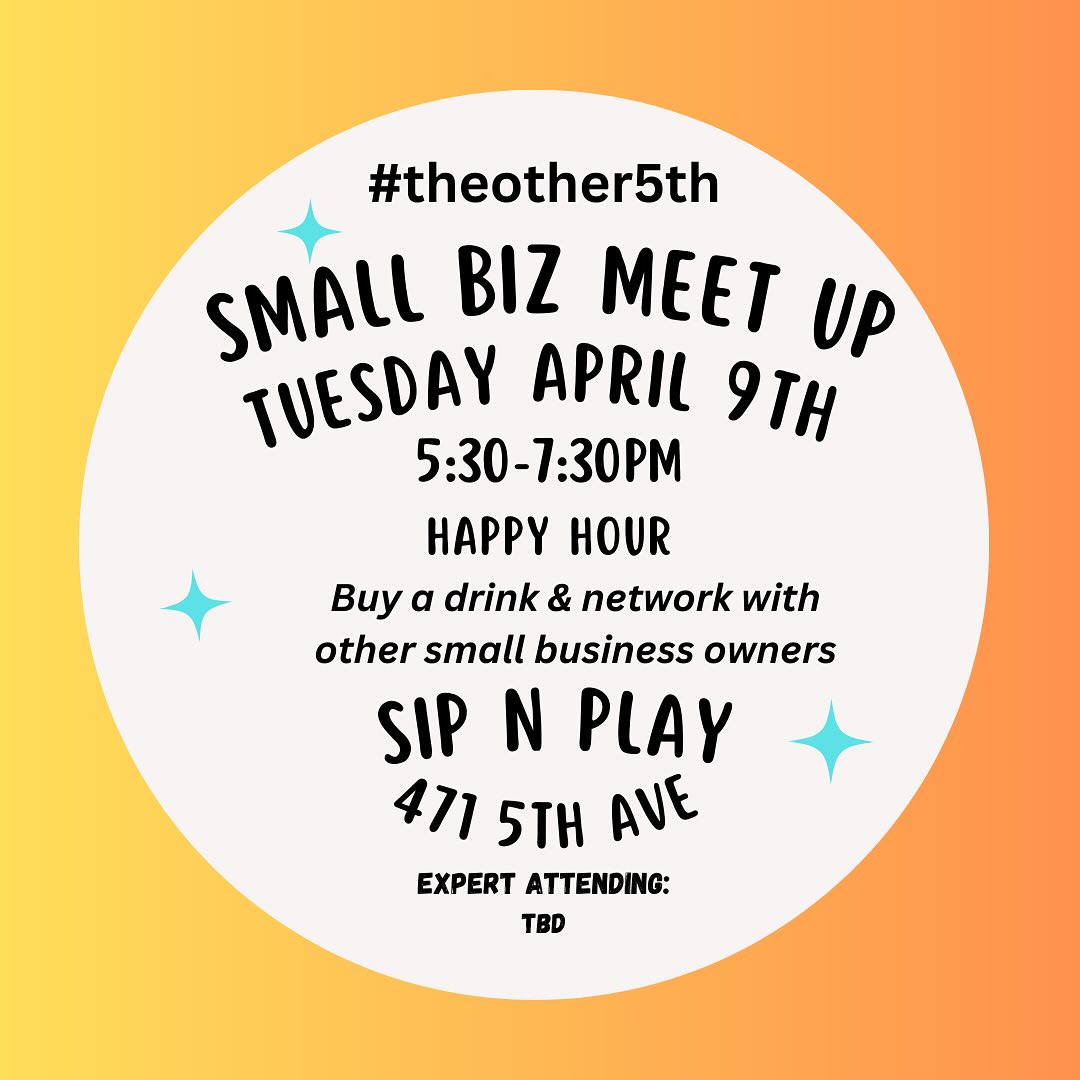 #theother5th
SMALL BIZ MEET UP
TUESDAY APRIL 9TH
5:30-7:30PM
HAPPY HOUR
Buy a drink & network with
other small business owners
SIP N PLAY
471 5TH AVE
EXPERT ATTENDING:
TBD